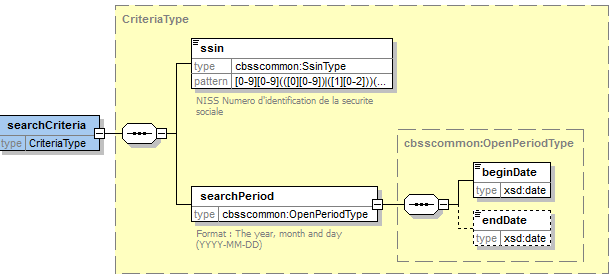 CriteriaType
ssin
type cbsscommon:SsinType
pattern [0-9][0-9](([0][0-9])|([1][0-2]))(...
NISS Numero d'identification de la securite
sociale
searchCriteria
type CriteriaType
cbsscommon:OpenPeriodType
beginDate
type xsd:date
searchPeriod
type cbsscommon:OpenPeriodType
endDate
type xsd:date
Format : The year, month and day
(YYYY-MM-DD)